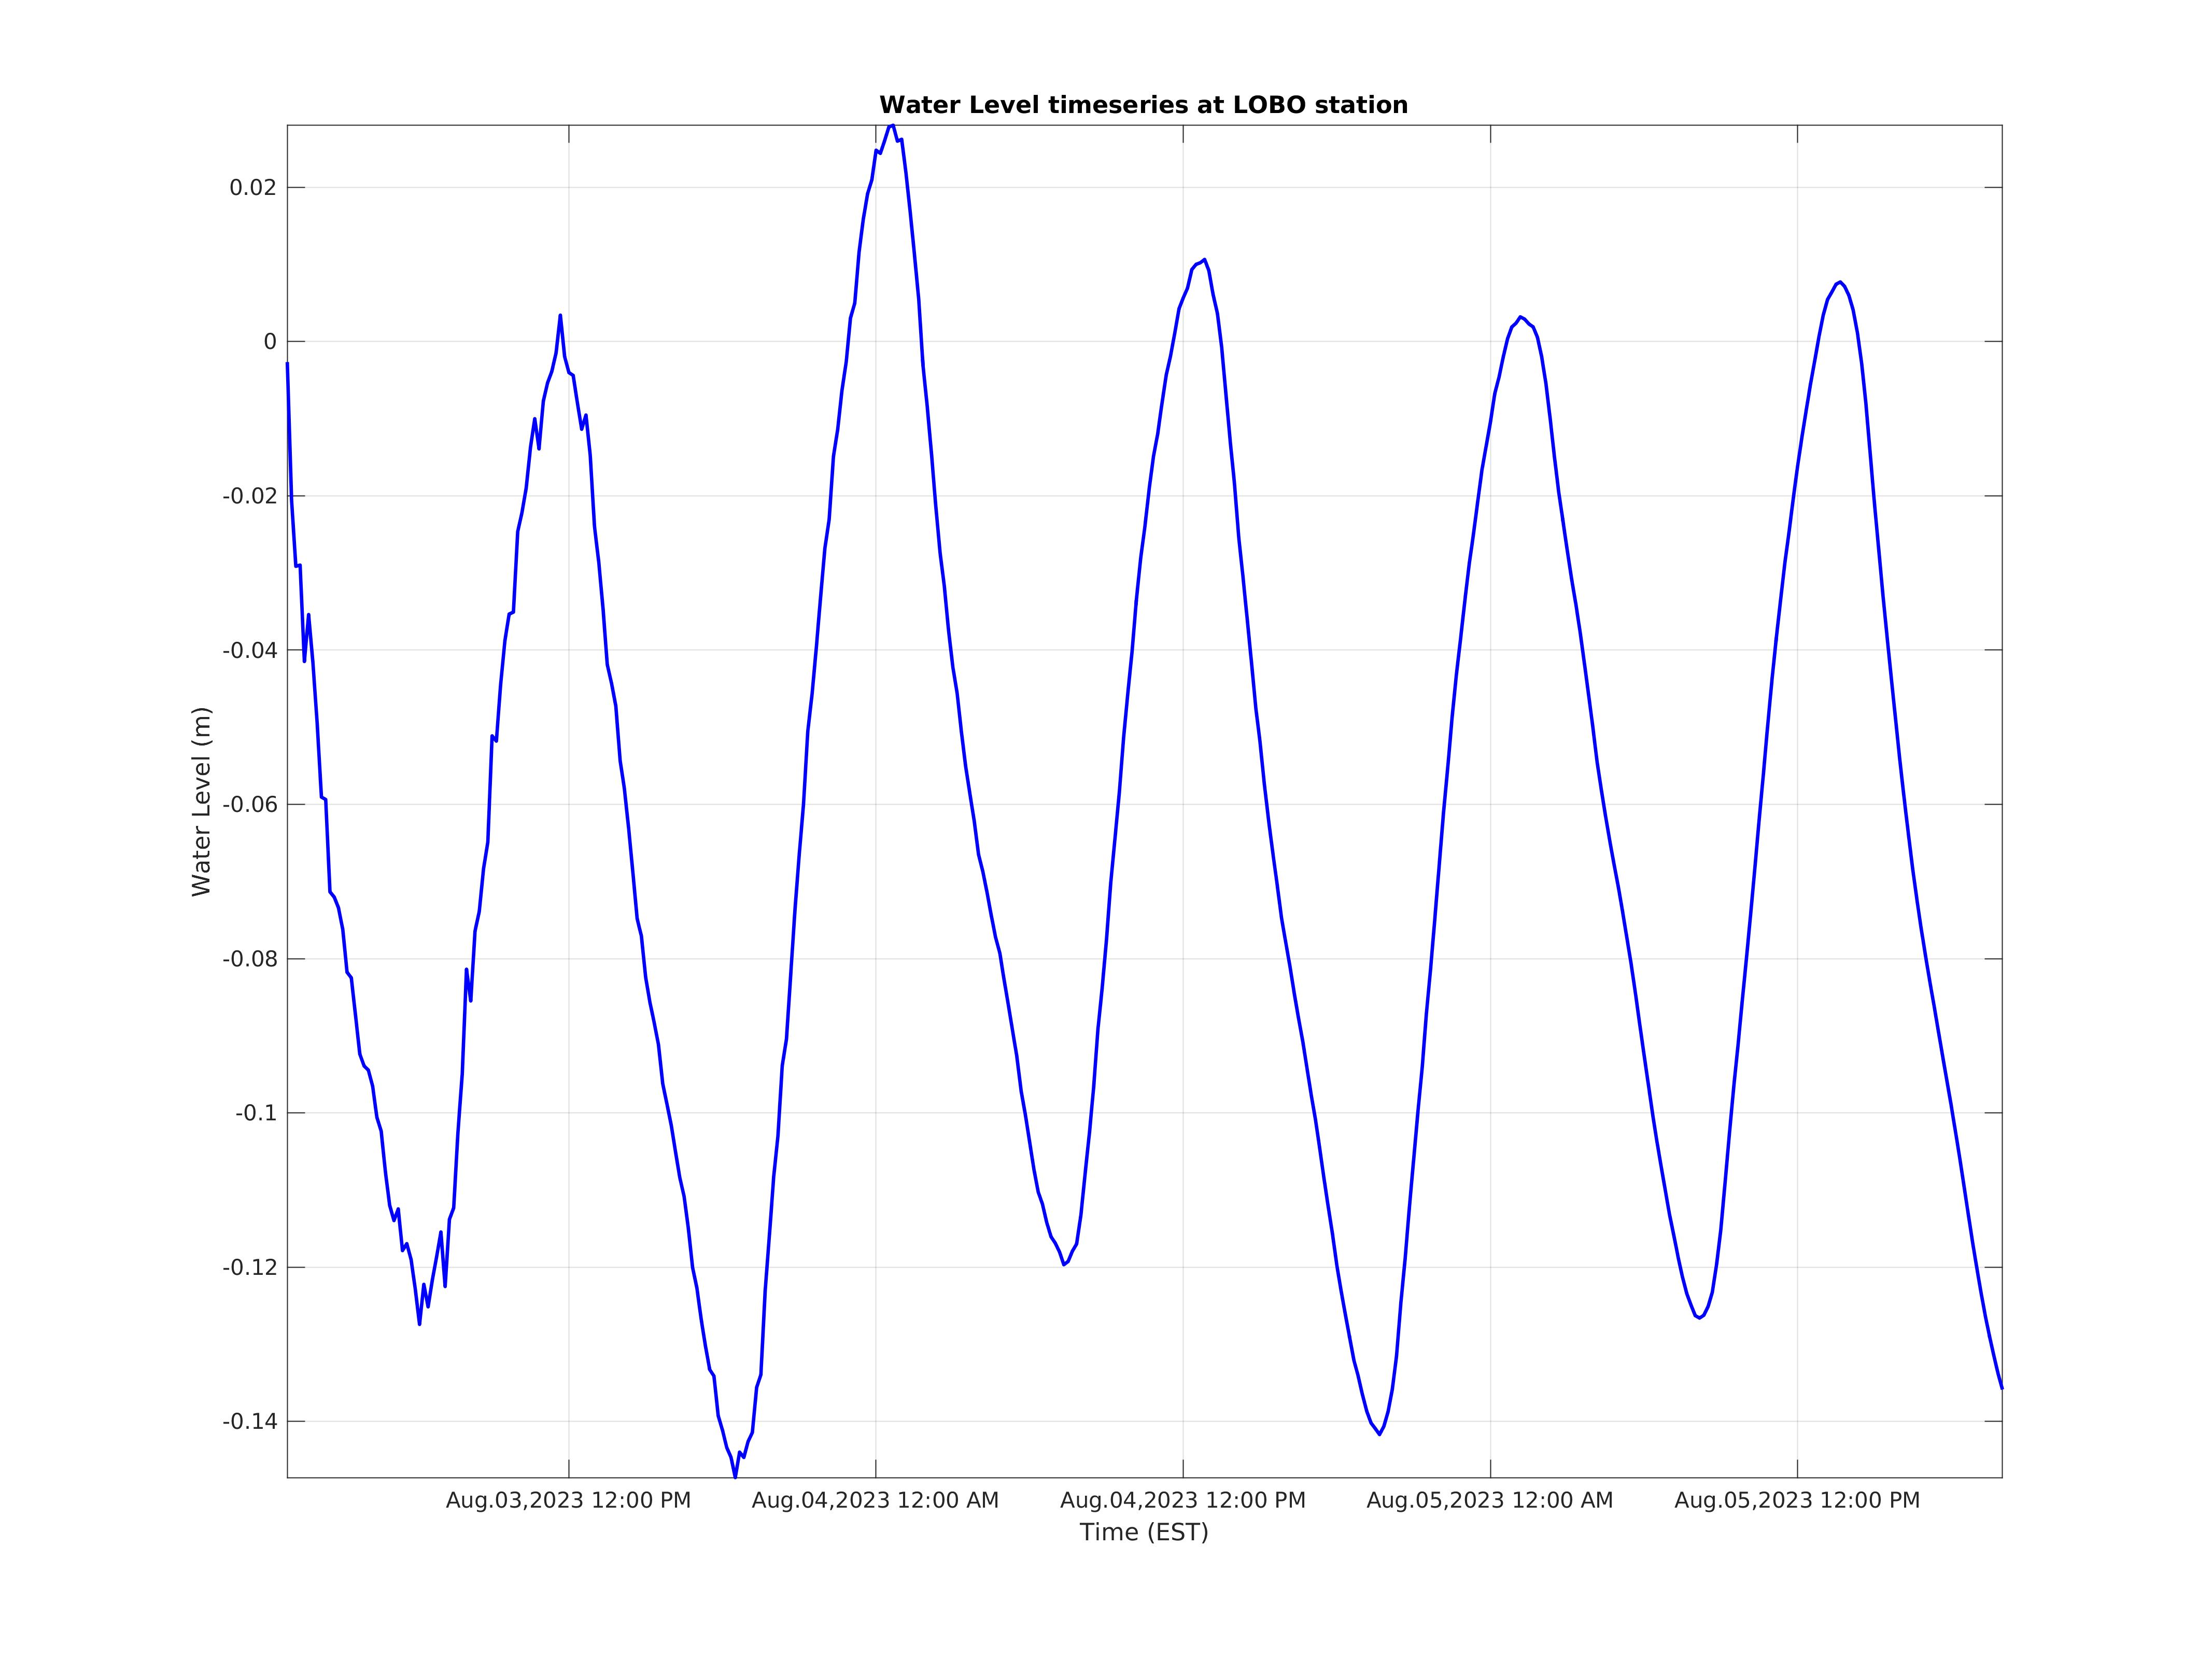 Water Level timeseries at LOBO station
0.02
0
-0.02
-0.04
-0.06
-0.08
-0.1
-0.12
-0.14
Water Level (m)
Aug.03,2023 12:00 PM Aug.04,2023 12:00 AM Aug.04,2023 12:00 PM Aug.05,2023 12:00 AM Aug.05,2023 12:00 PM
Time (EST)